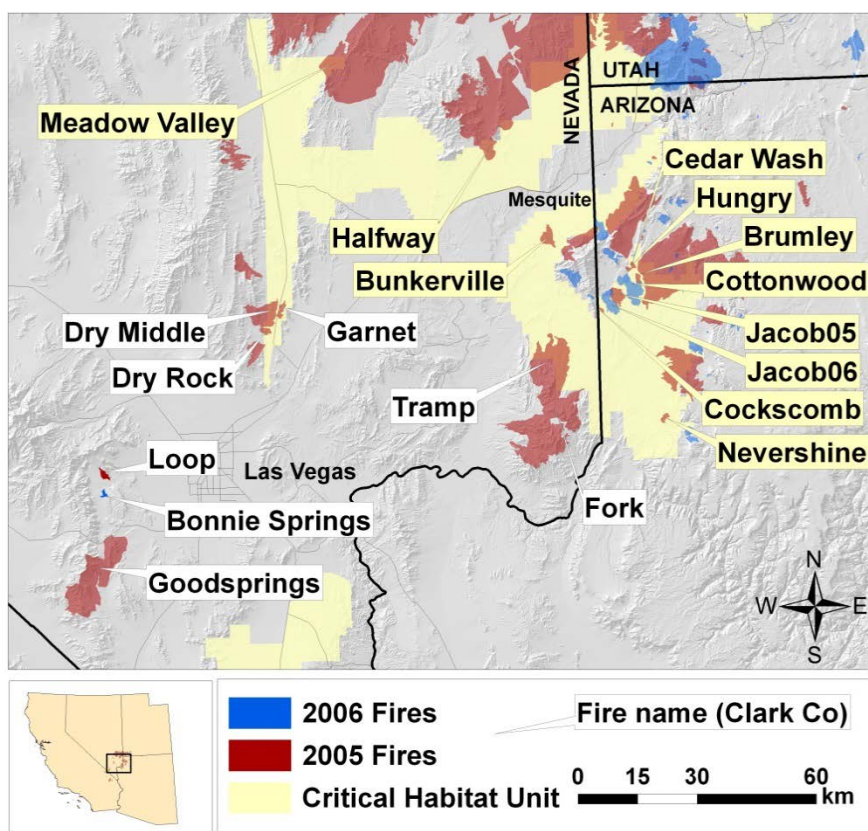 UTAH
NEVADA
ARIZONA
Meadow Valley
Cedar Wash
Mesquite
Hungry
Halfway
Brumley
Bunkerville
Cottonwood
Dry Middle
Garnet
Jacob05
Dry Rock
Jacob06
Tramp
Cockscomb
Loop
Las Vegas
Nevershine
Bonnie Springs
Fork
Goodsprings
N
W
E
S
2006 Fires
Fire name (Clark Co)
2005 Fires
0 15 30 60
km
Critical Habitat Unit